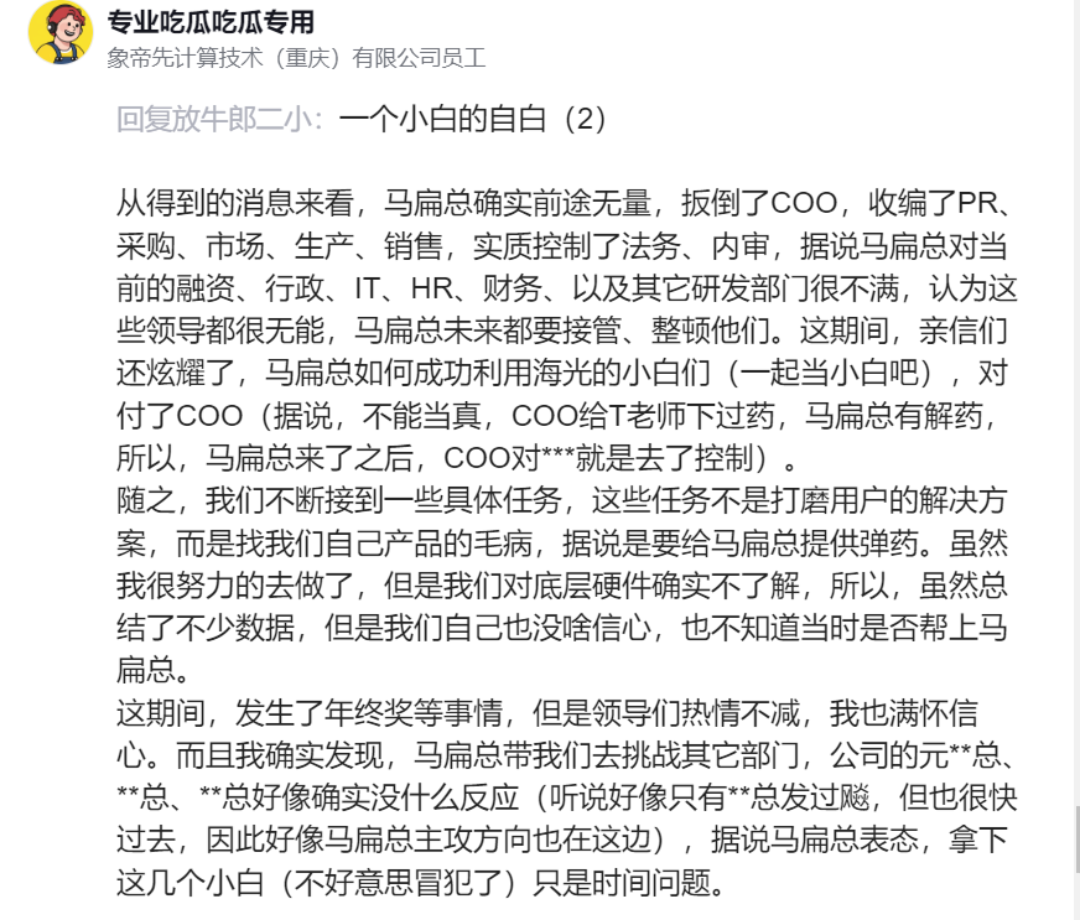 专业吃瓜吃瓜专用
象帝先计算技术（重庆）有限公司员工
回复放牛郎二小：一个小白的自白（2）
从得到的消息来看，马扁总确实前途无量，扳倒了COO，收编了PR、
采购、市场、生产、销售，实质控制了法务、内审，据说马扁总对当
前的融资、行政、IT、HR、财务、以及其它研发部门很不满，认为这
些领导都很无能，马扁总未来都要接管、整顿他们。这期间，亲信们
还炫耀了，马扁总如何成功利用海光的小白们（一起当小白吧），对
付了COO（据说，不能当真，COO给T老师下过药，马扁总有解药，
所以，马扁总来了之后，COO对***就是去了控制）。
随之，我们不断接到一些具体任务，这些任务不是打磨用户的解决方
案，而是找我们自己产品的毛病，据说是要给马扁总提供弹药。虽然
我很努力的去做了，但是我们对底层硬件确实不了解，所以，虽然总
结了不少数据，但是我们自己也没啥信心，也不知道当时是否帮上马
扁总。
这期间，发生了年终奖等事情，但是领导们热情不减，我也满怀信
心。而且我确实发现，马扁总带我们去挑战其它部门，公司的元**总、
**总、**总好像确实没什么反应（听说好像只有**总发过飚，但也很快
过去，因此好像马扁总主攻方向也在这边），据说马扁总表态，拿下
这几个小白（不好意思冒犯了）只是时间问题。